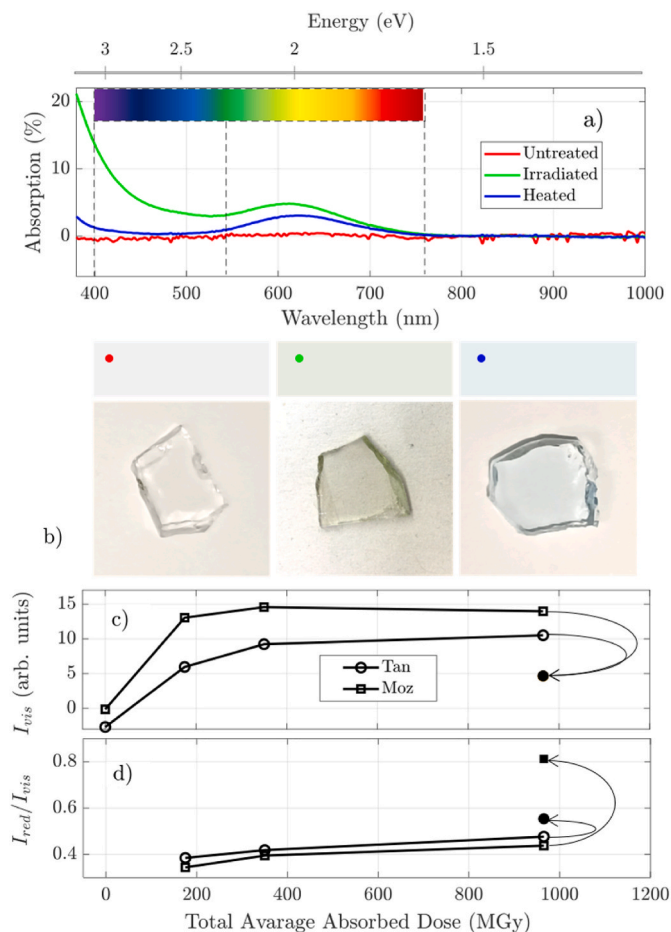 Energy (eV)
3 2.5 2 1.5
20
10
0
Absorption (%)
a)
Untreated
Irradiated
Heated
400 500 600 700 800 900 1000
Wavelength (nm)
b)
15
10
5
0
I_vis (arb. units)
c)
Tan
Moz
0.8
0.6
0.4
I_red/I_vis
d)
0 200 400 600 800 1000 1200
Total Avarage Absorbed Dose (MGy)